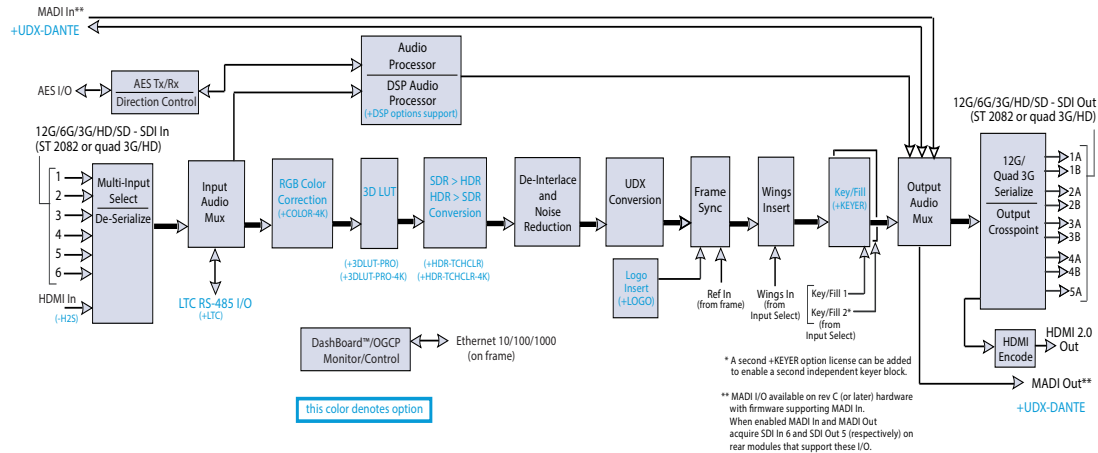 MADI In**
+UDX-DANTE
AES I/O
AES Tx/Rx
Direction Control
Audio
Processor
DSP Audio
Processor
(+DSP options support)
12G/6G/3G/HD/SD - SDI In
(ST 2082 or quad 3G/HD)
1
2
3
4
5
6
HDMI In
(-H2S)
Multi-Input
Select
De-Serialize
Input
Audio
Mux
LTC RS-485 I/O
(+LTC)
RGB Color
Correction
(+COLOR-4K)
3D LUT
(+3DLUT-PRO)
(+3DLUT-PRO-4K)
SDR > HDR
HDR > SDR
Conversion
(+HDR-TCHCLR)
(+HDR-TCHCLR-4K)
De-Interlace
and
Noise
Reduction
UDX
Conversion
Logo
Insert
(+LOGO)
Frame
Sync
Ref In
(from frame)
Wings
Insert
Wings In
(from
Input Select)
Key/Fill
(+KEYER)
Key/Fill 1
Key/Fill 2*
(from
Input Select)
Output
Audio
Mux
12G/6G/3G/HD/SD - SDI Out
(ST 2082 or quad 3G/HD)
12G/
Quad 3G
Serialize
Output
Crosspoint
1A
1B
2A
2B
3A
3B
4A
4B
5A
HDMI
Encode
HDMI 2.0
Out
MADI Out**
+UDX-DANTE
DashBoard™/OGCP
Monitor/Control
Ethernet 10/100/1000
(on frame)
this color denotes option
* A second +KEYER option license can be added
to enable a second independent keyer block.
** MADI I/O available on rev C (or later) hardware
with firmware supporting MADI In.
When enabled MADI In and MADI Out
acquire SDI In 6 and SDI Out 5 (respectively) on
rear modules that support these I/O.